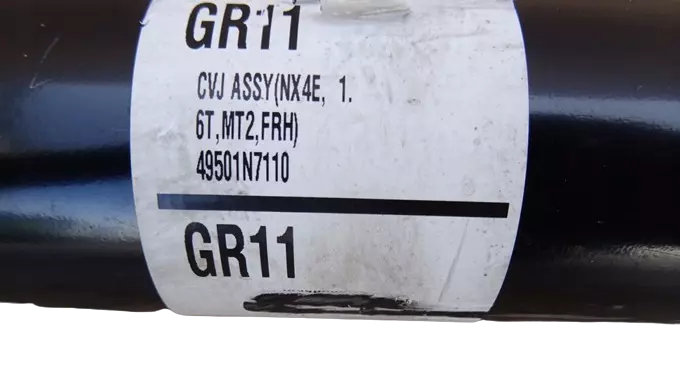 GR11
CVJ ASSY(NX4E, 1.
6T,MT2,FRH)
49501N7110
GR11